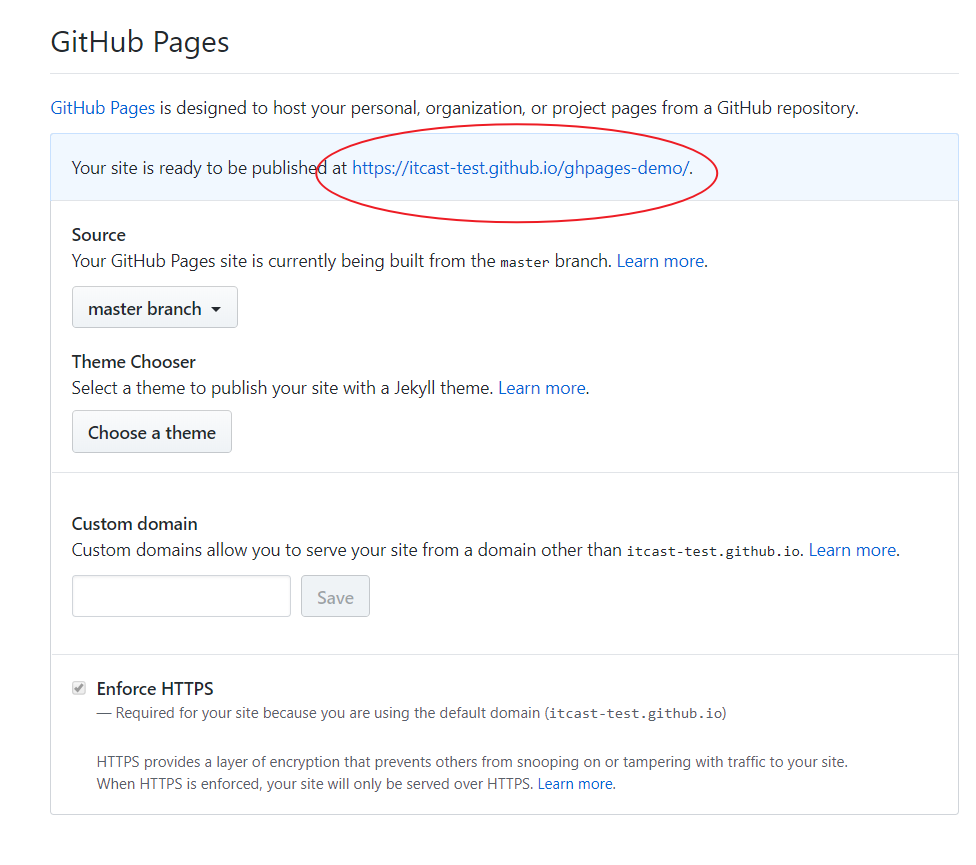 GitHub Pages
GitHub Pages is designed to host your personal, organization, or project pages from a GitHub repository.
Your site is ready to be published at https://itcast-test.github.io/ghpages-demo/.
Source
Your GitHub Pages site is currently being built from the master branch. Learn more.
master branch
Theme Chooser
Select a theme to publish your site with a Jekyll theme. Learn more.
Choose a theme
Custom domain
Custom domains allow you to serve your site from a domain other than itcast-test.github.io. Learn more.
Save
Enforce HTTPS
— Required for your site because you are using the default domain (itcast-test.github.io)
HTTPS provides a layer of encryption that prevents others from snooping on or tampering with traffic to your site.
When HTTPS is enforced, your site will only be served over HTTPS. Learn more.